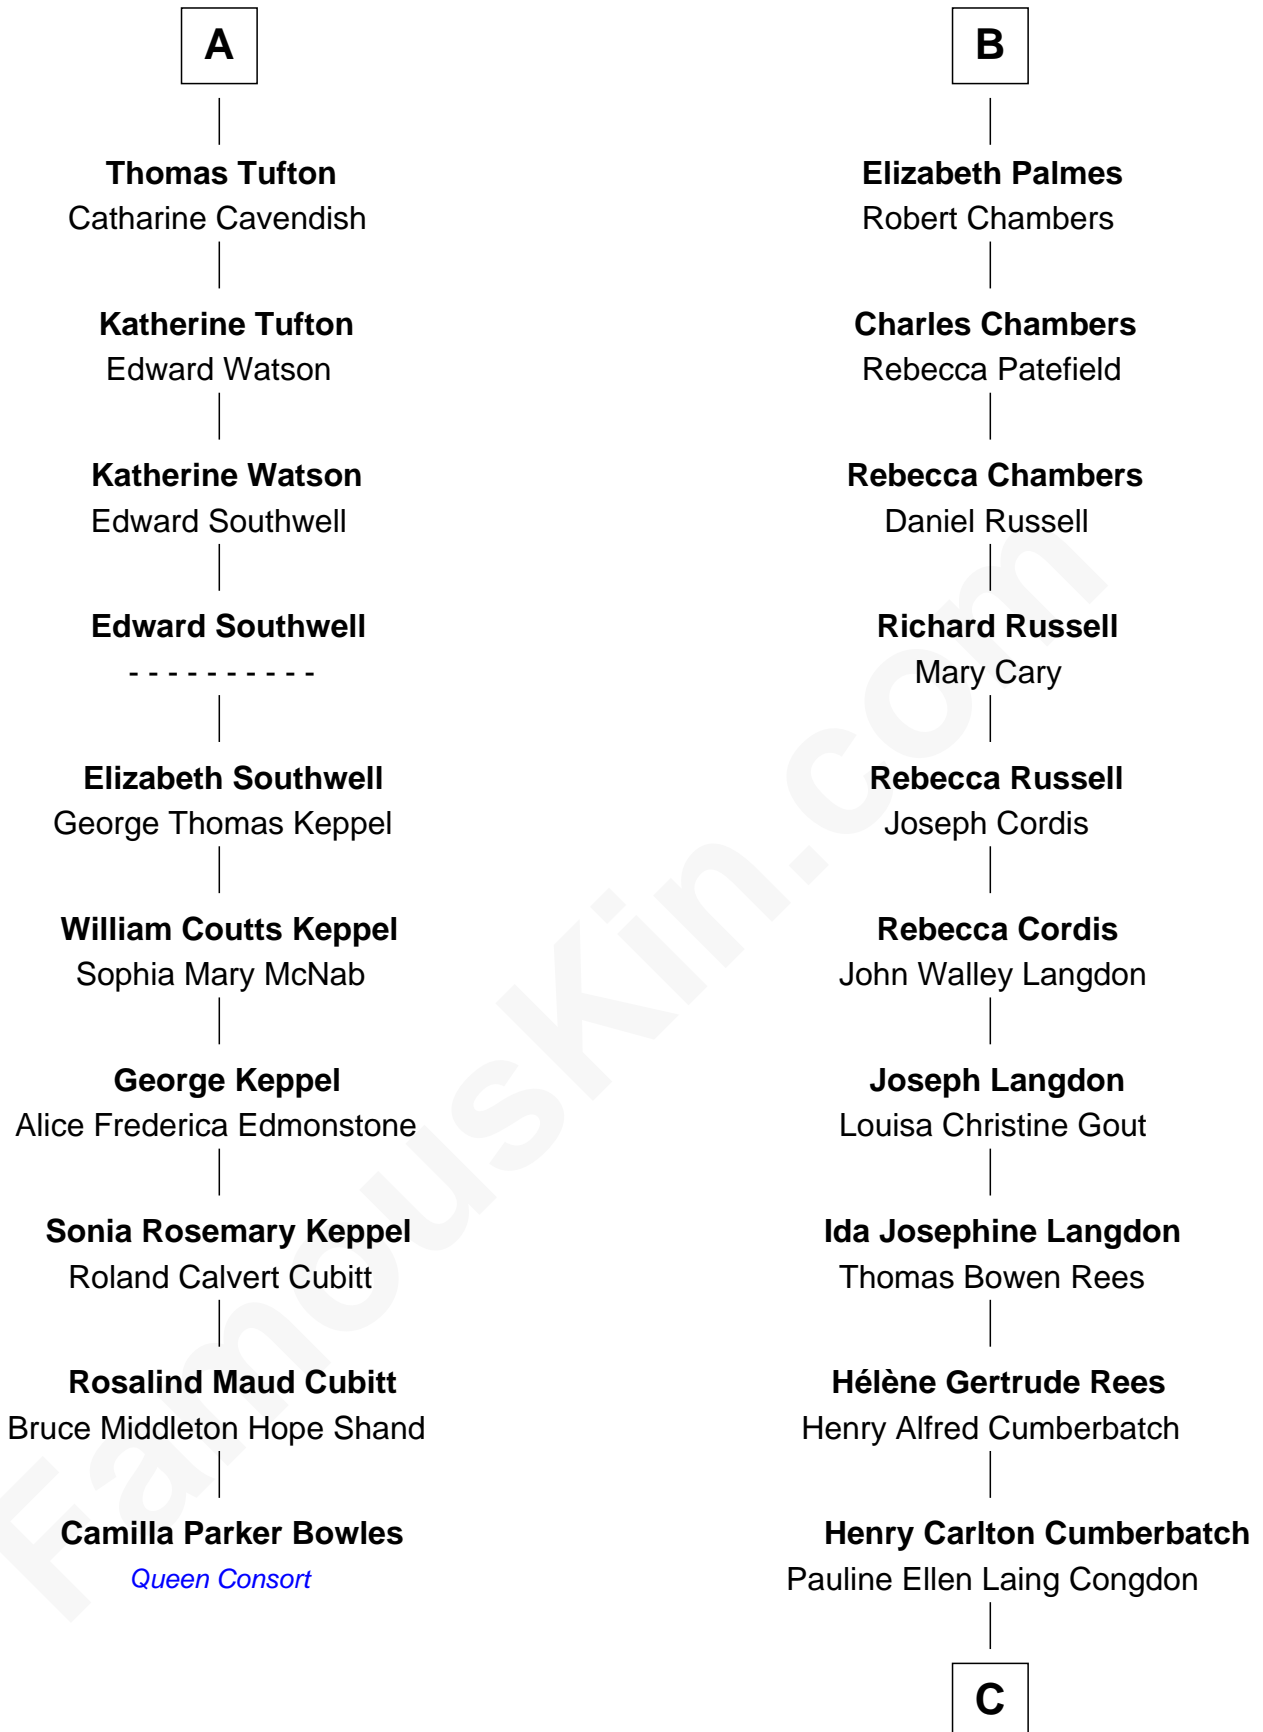 A
Thomas Tufton
Catharine Cavendish
Katherine Tufton
Edward Watson
Katherine Watson
Edward Southwell
Edward Southwell
- - - - - - - - - -
Elizabeth Southwell
George Thomas Keppel
William Coutts Keppel
Sophia Mary McNab
George Keppel
Alice Frederica Edmonstone
Sonia Rosemary Keppel
Roland Calvert Cubitt
Rosalind Maud Cubitt
Bruce Middleton Hope Shand
Camilla Parker Bowles
Queen Consort
B
Elizabeth Palmes
Robert Chambers
Charles Chambers
Rebecca Patefield
Rebecca Chambers
Daniel Russell
Richard Russell
Mary Cary
Rebecca Russell
Joseph Cordis
Rebecca Cordis
John Walley Langdon
Joseph Langdon
Louisa Christine Gout
Ida Josephine Langdon
Thomas Bowen Rees
Hélène Gertrude Rees
Henry Alfred Cumberbatch
Henry Carlton Cumberbatch
Pauline Ellen Laing Congdon
C
FamousKin.com